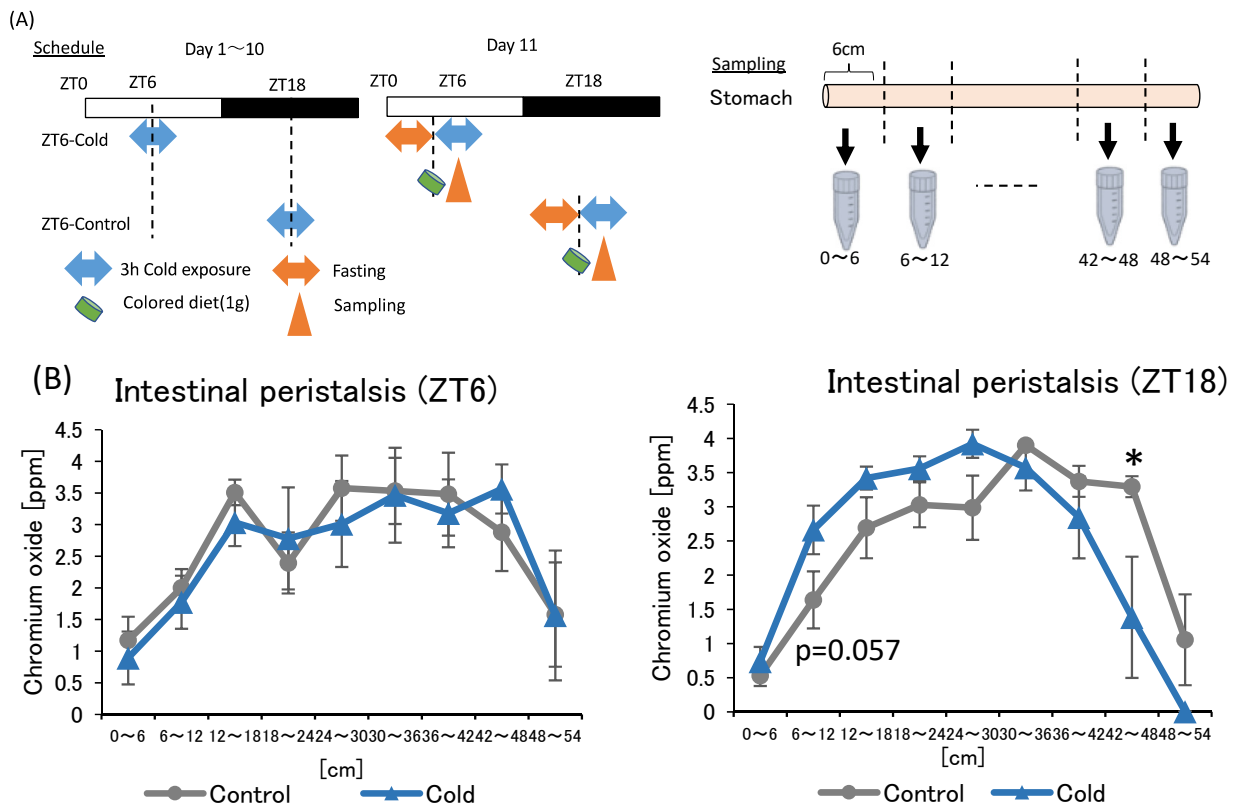 (A)
Schedule
Day 1～10
Day 11
ZT0
ZT6
ZT18
ZT0
ZT6
ZT18
ZT6-Cold
ZT6-Control
3h Cold exposure
Fasting
Colored diet(1g)
Sampling
Sampling
6cm
Stomach
0～6
6～12
42～48
48～54
(B)
Intestinal peristalsis (ZT6)
Chromium oxide [ppm]
4.5
4
3.5
3
2.5
2
1.5
1
0.5
0
0～6 6～12 12～18 18～24 24～30 30～36 36～42 42～48 48～54
[cm]
Control
Cold
Intestinal peristalsis (ZT18)
Chromium oxide [ppm]
4.5
4
3.5
3
2.5
2
1.5
1
0.5
0
*
p=0.057
0～6 6～12 12～18 18～24 24～30 30～36 36～42 42～48 48～54
[cm]
Control
Cold